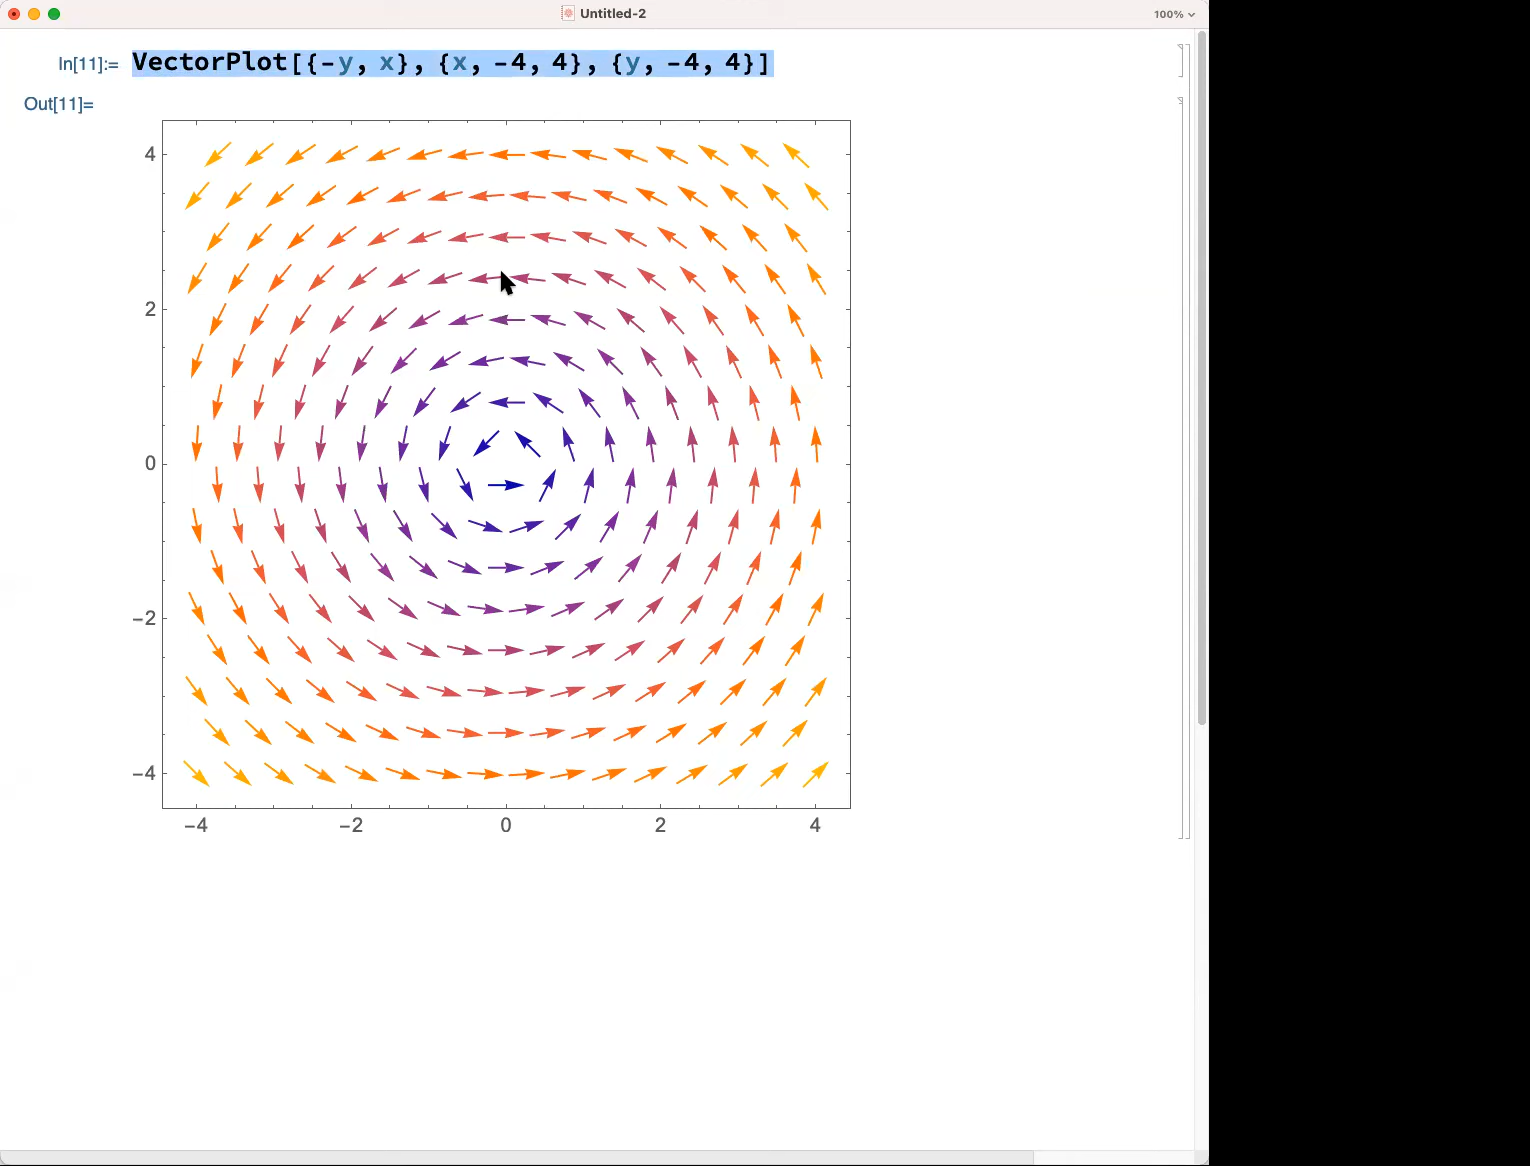 Untitled-2
100%
In[11]:= VectorPlot[{-y, x}, {x, -4, 4}, {y, -4, 4}]
Out[11]=
4
2
0
−2
−4
−4 −2 0 2 4